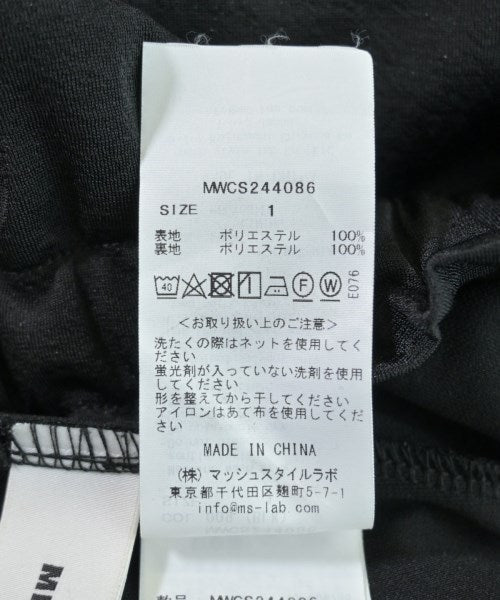 MWCS244086
SIZE 1
表地 ポリエステル 100%
裏地 ポリエステル 100%
40 1 F W E076
＜お取り扱い上のご注意＞
洗たくの際はネットを使用してく
ださい
蛍光剤が入っていない洗剤を使用
してください
形を整えてから干してください
アイロンはあて布を使用してくだ
さい
MADE IN CHINA
(株) マッシュスタイルラボ
東京都千代田区麹町5-7-1
info@ms-lab.com
MWCS244086
M